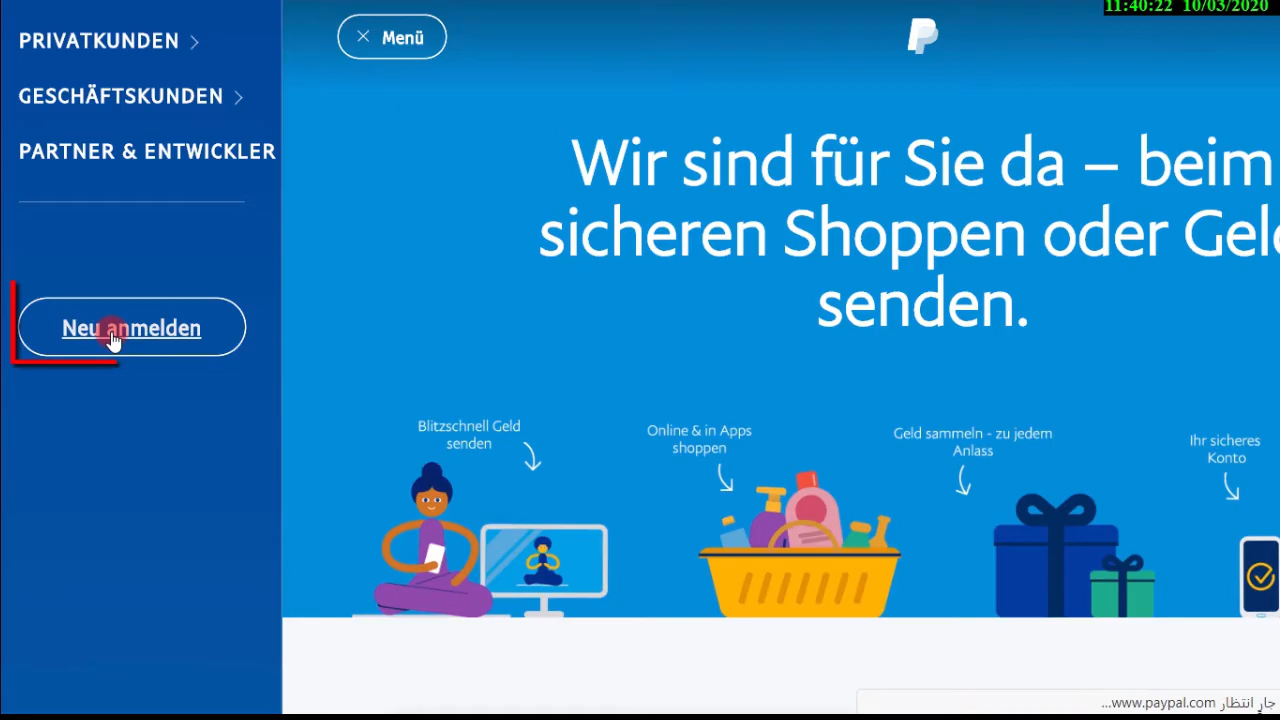 11:40:22 10/03/2020
PRIVATKUNDEN
GESCHÄFTSKUNDEN
PARTNER & ENTWICKLER
Neu anmelden
Menü
Wir sind für Sie da – beim
sicheren Shoppen oder Geld
senden.
Blitzschnell Geld
senden
Online & in Apps
shoppen
Geld sammeln - zu jedem
Anlass
Ihr sicheres
Konto
جارٍ انتظار www.paypal.com...